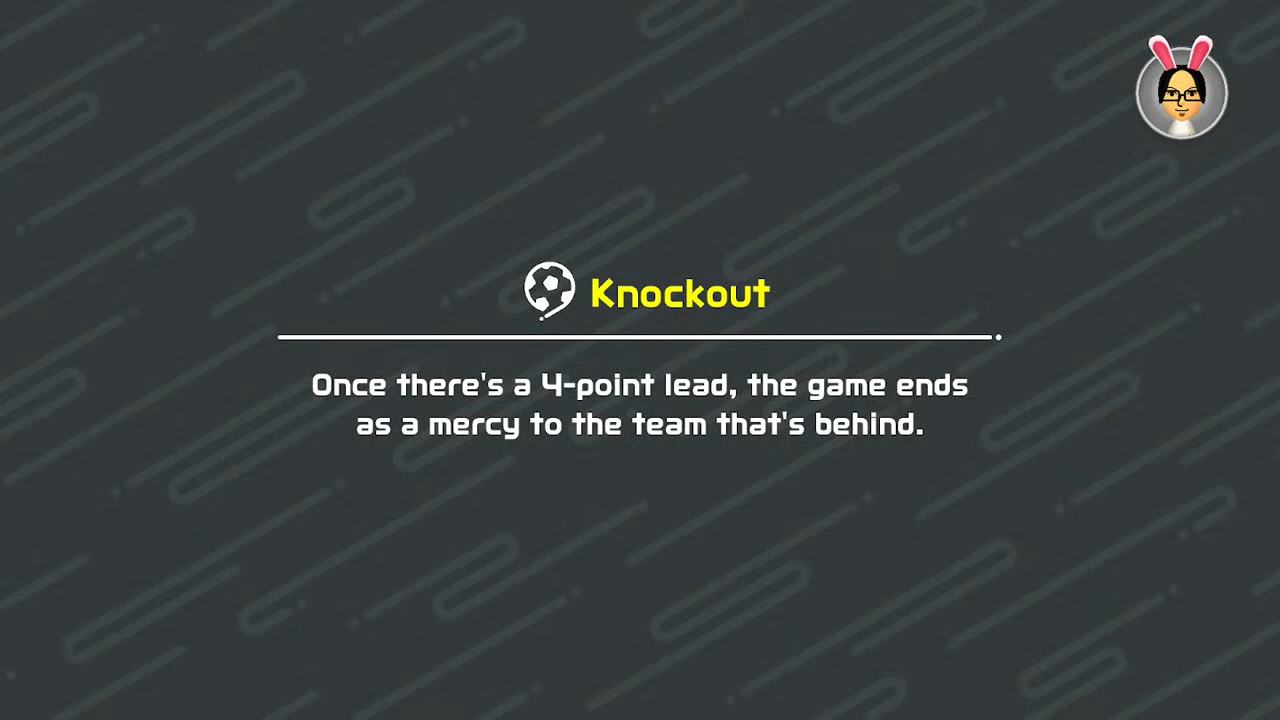 Knockout
Once there's a 4-point lead, the game ends
as a mercy to the team that's behind.